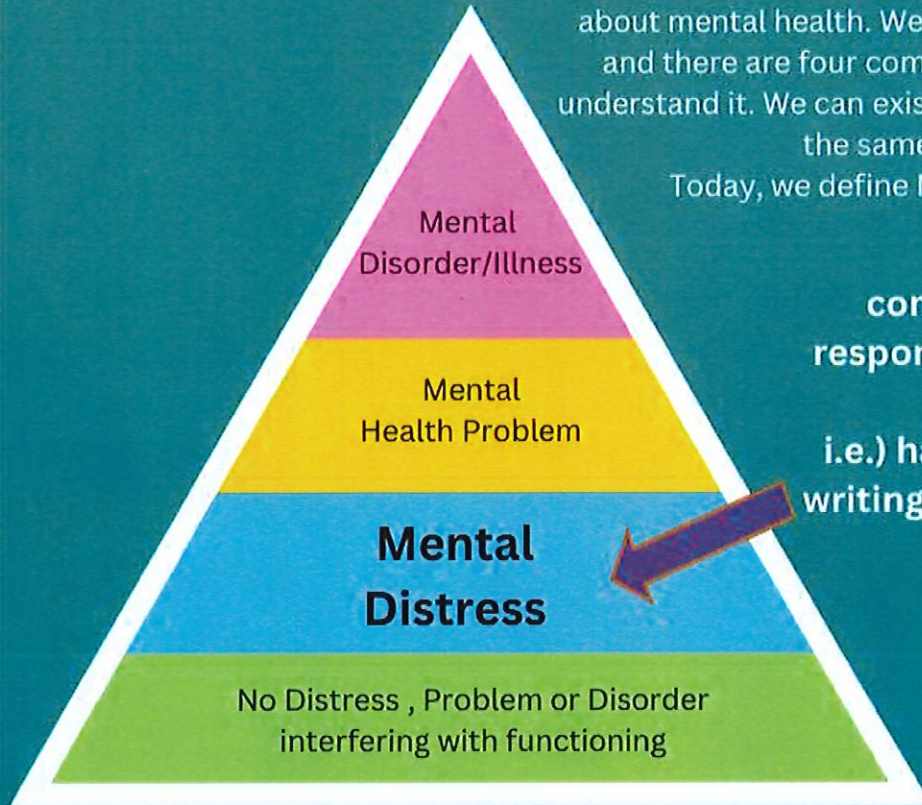 about mental health. We
and there are four com
understand it. We can exis
the same
Today, we define
Mental
Disorder/Illness
con
respon
Mental
Health Problem
i.e.) ha
writing
Mental
Distress
No Distress , Problem or Disorder
interfering with functioning